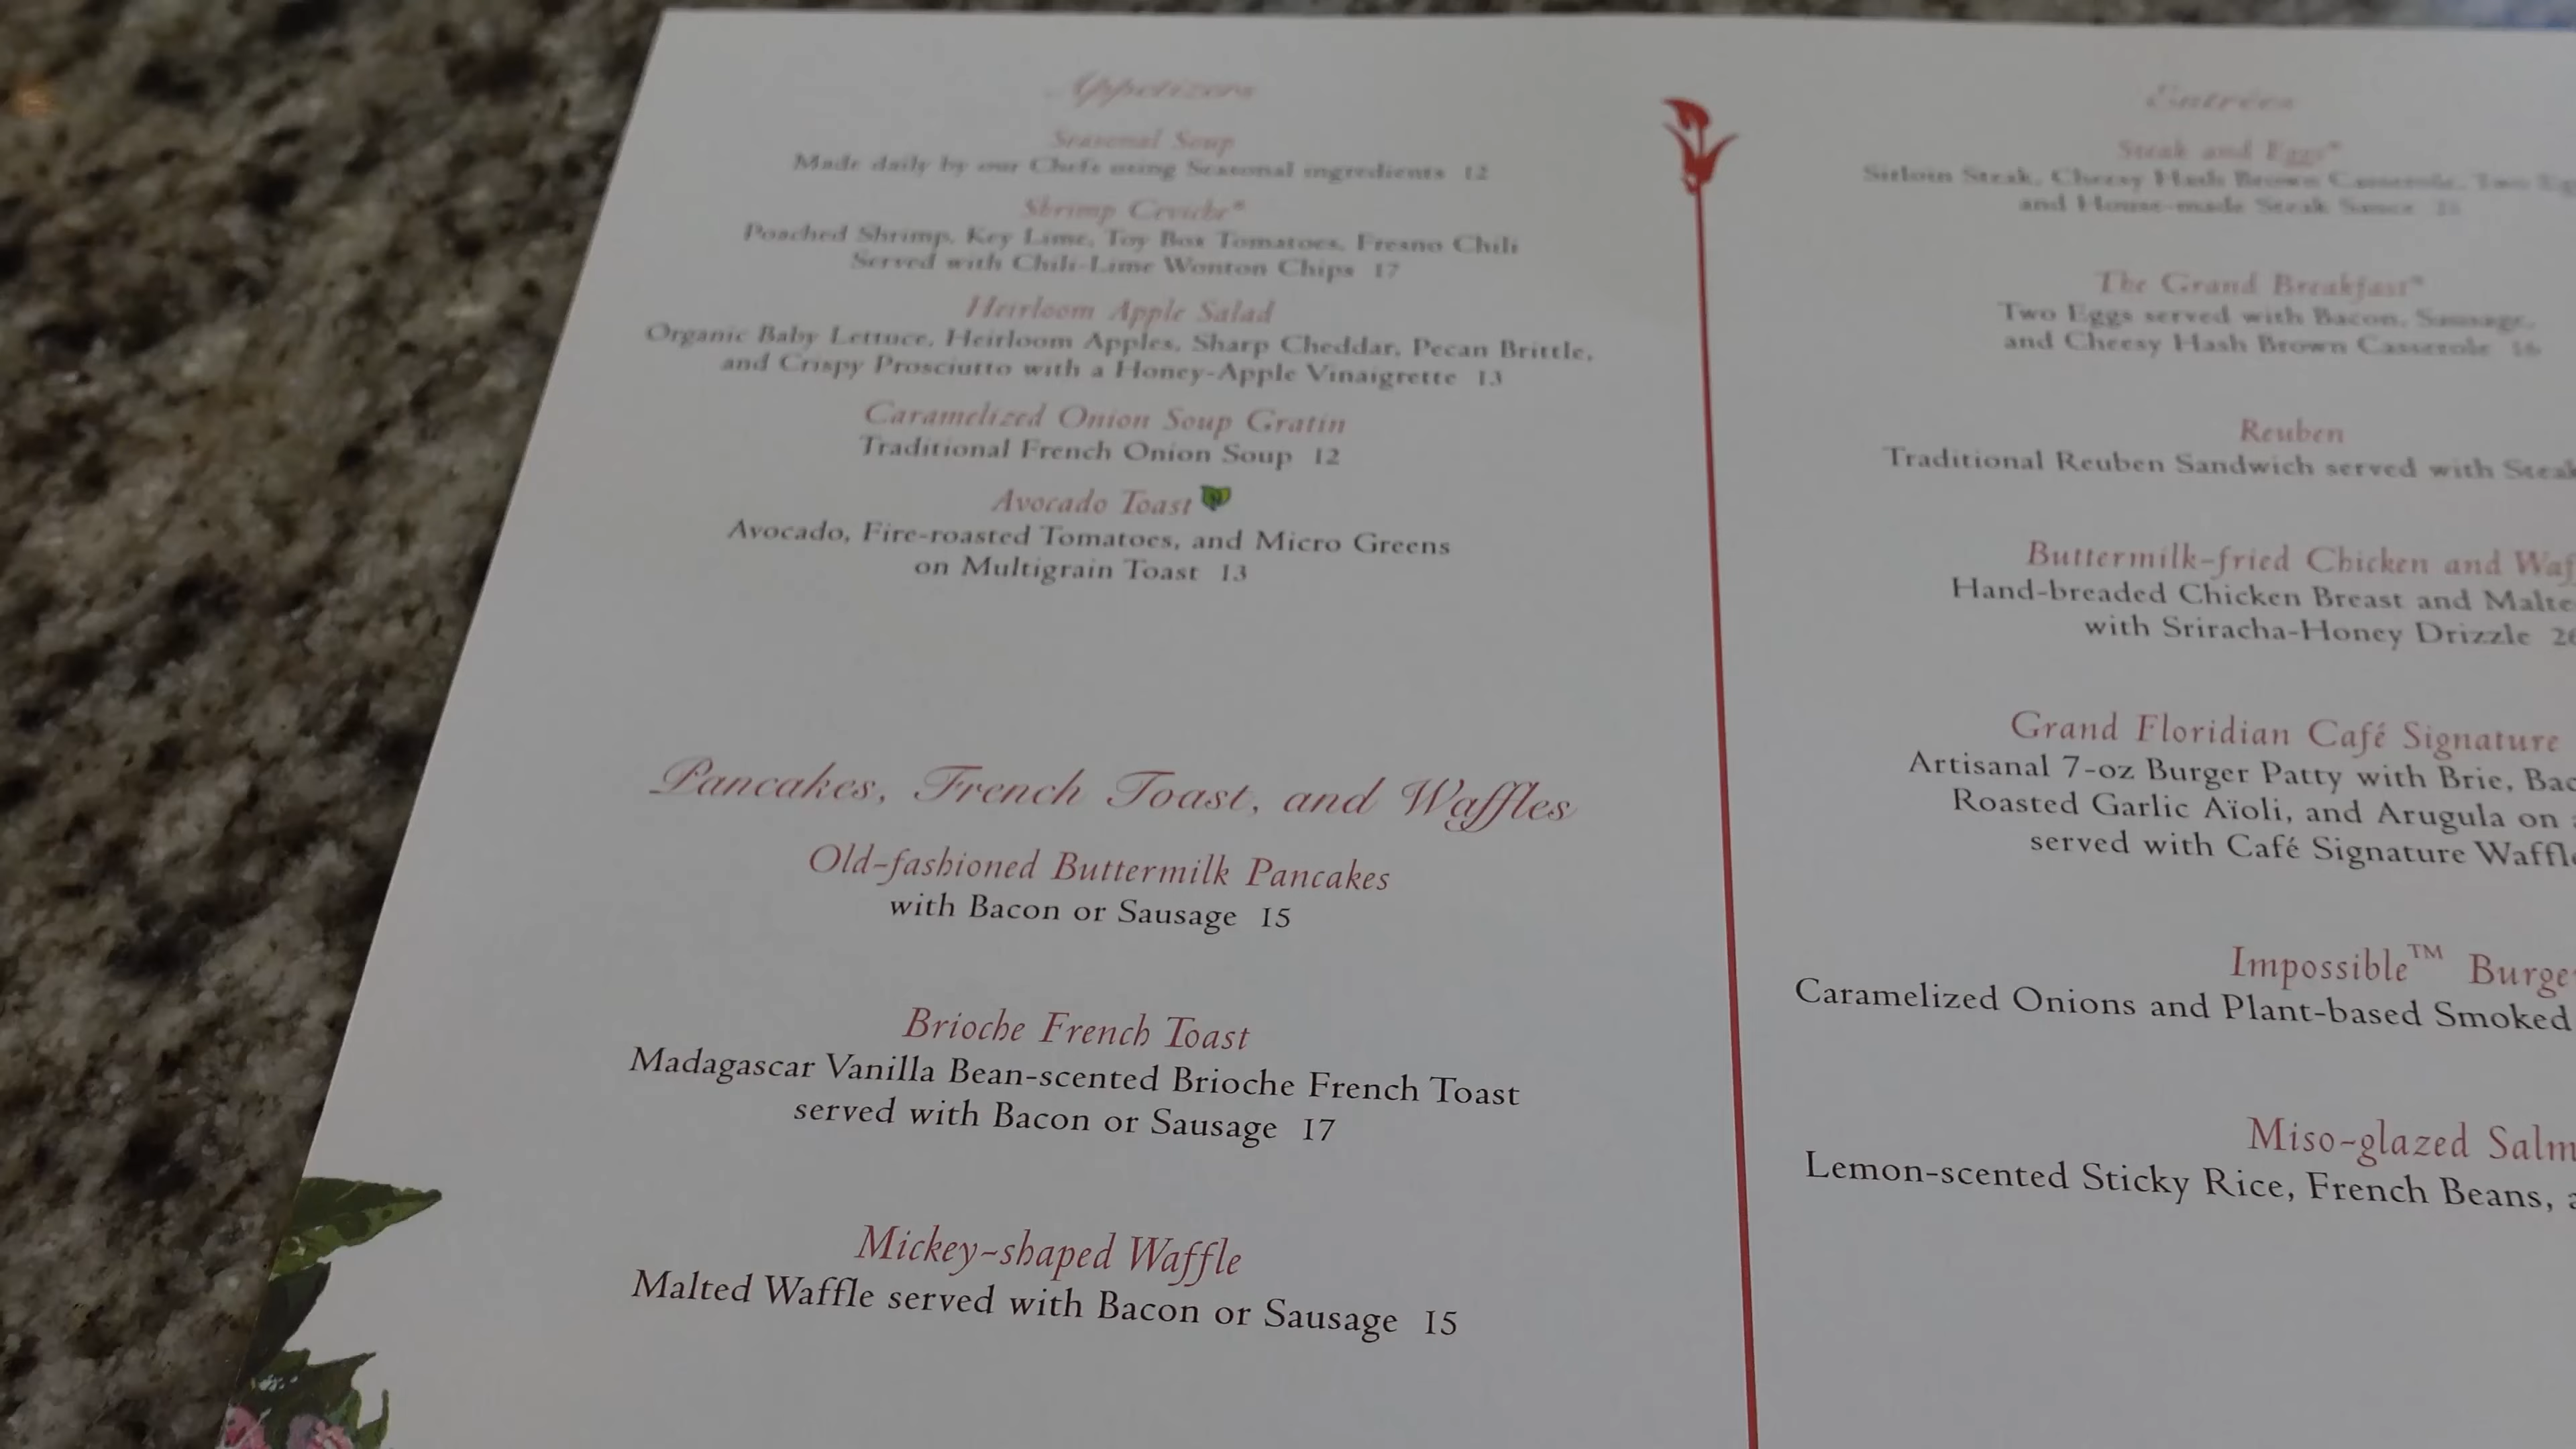 Appetizers
Seasonal Soup
Made daily by our Chefs using Seasonal ingredients 12
Shrimp Ceviche*
Poached Shrimp, Key Lime, Toy Box Tomatoes, Fresno Chili
Served with Chili-Lime Wonton Chips 17
Heirloom Apple Salad
Organic Baby Lettuce, Heirloom Apples, Sharp Cheddar, Pecan Brittle,
and Crispy Prosciutto with a Honey-Apple Vinaigrette 13
Caramelized Onion Soup Gratin
Traditional French Onion Soup 12
Avocado Toast
Avocado, Fire-roasted Tomatoes, and Micro Greens
on Multigrain Toast 13
Pancakes, French Toast, and Waffles
Old-fashioned Buttermilk Pancakes
with Bacon or Sausage 15
Brioche French Toast
Madagascar Vanilla Bean-scented Brioche French Toast
served with Bacon or Sausage 17
Mickey-shaped Waffle
Malted Waffle served with Bacon or Sausage 15
Entrées
Steak and Eggs*
Sirloin Steak, Cheesy Hash Brown Casserole, Two
and House-made Steak Sauce
The Grand Breakfast*
Two Eggs served with Bacon, Sausage,
and Cheesy Hash Brown Casserole
Reuben
Traditional Reuben Sandwich served with Steak
Buttermilk-fried Chicken and Waf
Hand-breaded Chicken Breast and Malte
with Sriracha-Honey Drizzle
Grand Floridian Café Signature
Artisanal 7-oz Burger Patty with Brie, Bac
Roasted Garlic Aïoli, and Arugula on
served with Café Signature Waffle
Impossible™ Burge
Caramelized Onions and Plant-based Smoked
Miso-glazed Salm
Lemon-scented Sticky Rice, French Beans,